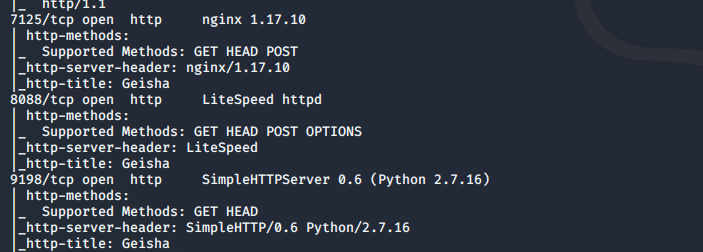 |_  http/1.1
7125/tcp open  http     nginx 1.17.10
| http-methods:
|_  Supported Methods: GET HEAD POST
|_http-server-header: nginx/1.17.10
|_http-title: Geisha
8088/tcp open  http     LiteSpeed httpd
| http-methods:
|_  Supported Methods: GET HEAD POST OPTIONS
|_http-server-header: LiteSpeed
|_http-title: Geisha
9198/tcp open  http     SimpleHTTPServer 0.6 (Python 2.7.16)
| http-methods:
|_  Supported Methods: GET HEAD
|_http-server-header: SimpleHTTP/0.6 Python/2.7.16
|_http-title: Geisha